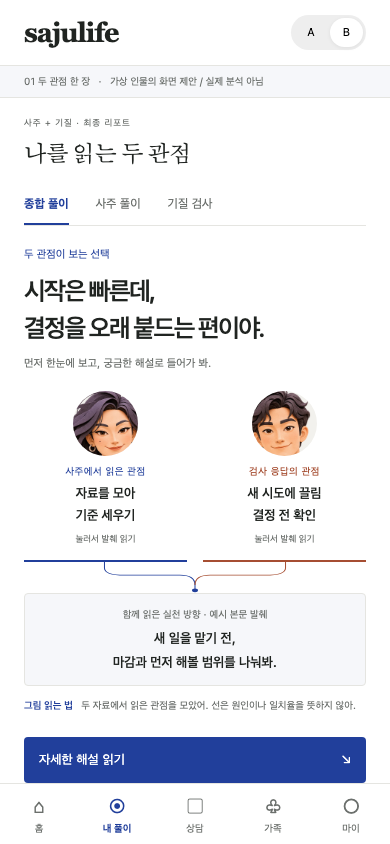 sajulife
A B
01 두 관점 한 장 · 가상 인물의 화면 제안 / 실제 분석 아님
사주 + 기질 · 최종 리포트
나를 읽는 두 관점
종합 풀이 사주 풀이 기질 검사
두 관점이 보는 선택
시작은 빠른데,
결정을 오래 붙드는 편이야.
먼저 한눈에 보고, 궁금한 해설로 들어가 봐.
사주에서 읽은 관점
자료를 모아
기준 세우기
눌러서 발췌 읽기
검사 응답의 관점
새 시도에 끌림
결정 전 확인
눌러서 발췌 읽기
함께 읽은 실천 방향 · 예시 본문 발췌
새 일을 맡기 전,
마감과 먼저 해볼 범위를 나눠봐.
그림 읽는 법 두 자료에서 읽은 관점을 모았어. 선은 원인이나 일치율을 뜻하지 않아.
자세한 해설 읽기
홈 내 풀이 상담 가족 마이